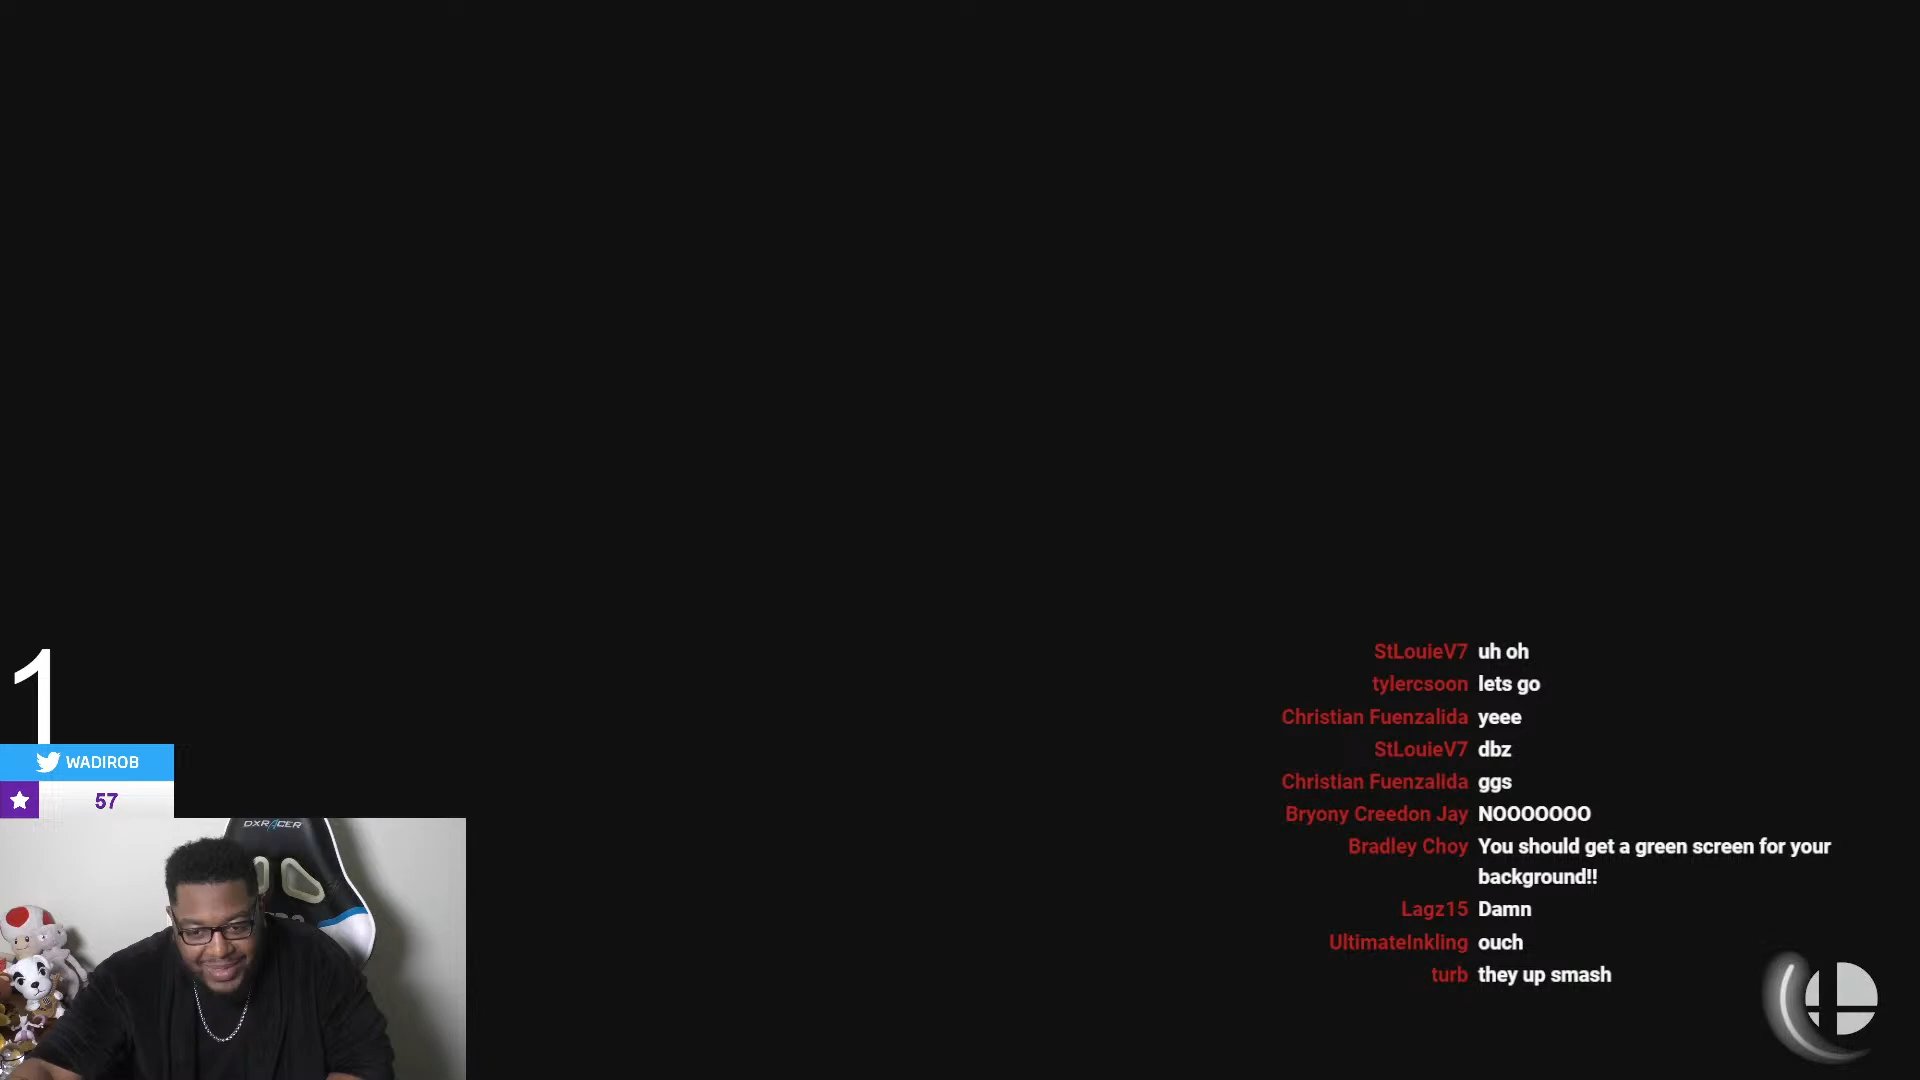 StLouieV7 uh oh
tylercsoon lets go
Christian Fuenzalida yeee
StLouieV7 dbz
Christian Fuenzalida ggs
Bryony Creedon Jay NOOOOOOO
Bradley Choy You should get a green screen for your
background!!
Lagz15 Damn
UltimateInkling ouch
turb they up smash
1
WADIROB
57
DXRACER